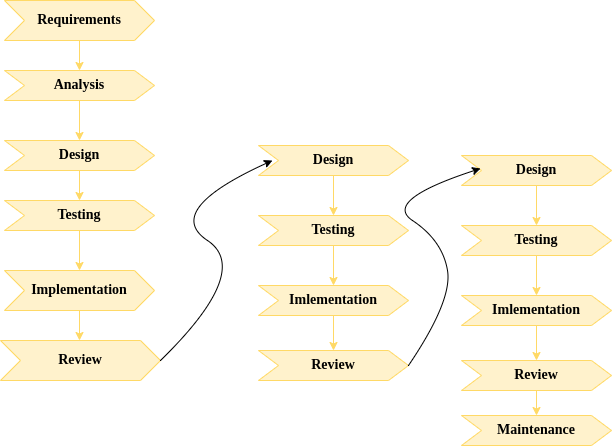 Requirements
Analysis
Design
Testing
Implementation
Review
Design
Testing
Imlementation
Review
Design
Testing
Imlementation
Review
Maintenance